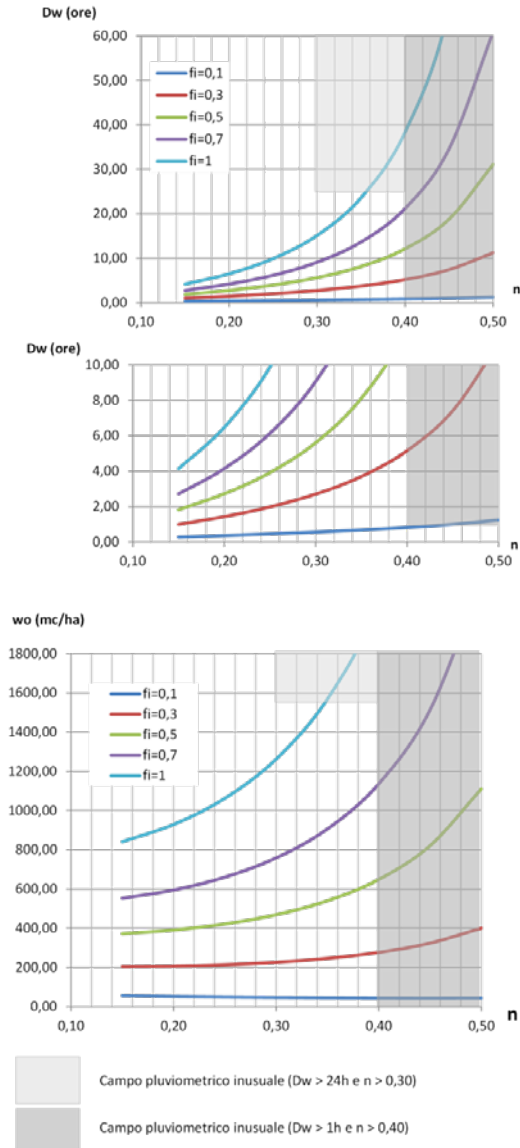 Dw (ore)
60,00
50,00
40,00
30,00
20,00
10,00
0,00
fi=0,1
fi=0,3
fi=0,5
fi=0,7
fi=1
n
0,10
0,20
0,30
0,40
0,50
Dw (ore)
10,00
8,00
6,00
4,00
2,00
0,00
n
0,10
0,20
0,30
0,40
0,50
wo (mc/ha)
1800,00
1600,00
1400,00
1200,00
1000,00
800,00
600,00
400,00
200,00
0,00
fi=0,1
fi=0,3
fi=0,5
fi=0,7
fi=1
n
0,10
0,20
0,30
0,40
0,50
Campo pluviometrico inusuale (Dw > 24h e n > 0,30)
Campo pluviometrico inusuale (Dw > 1h e n > 0,40)